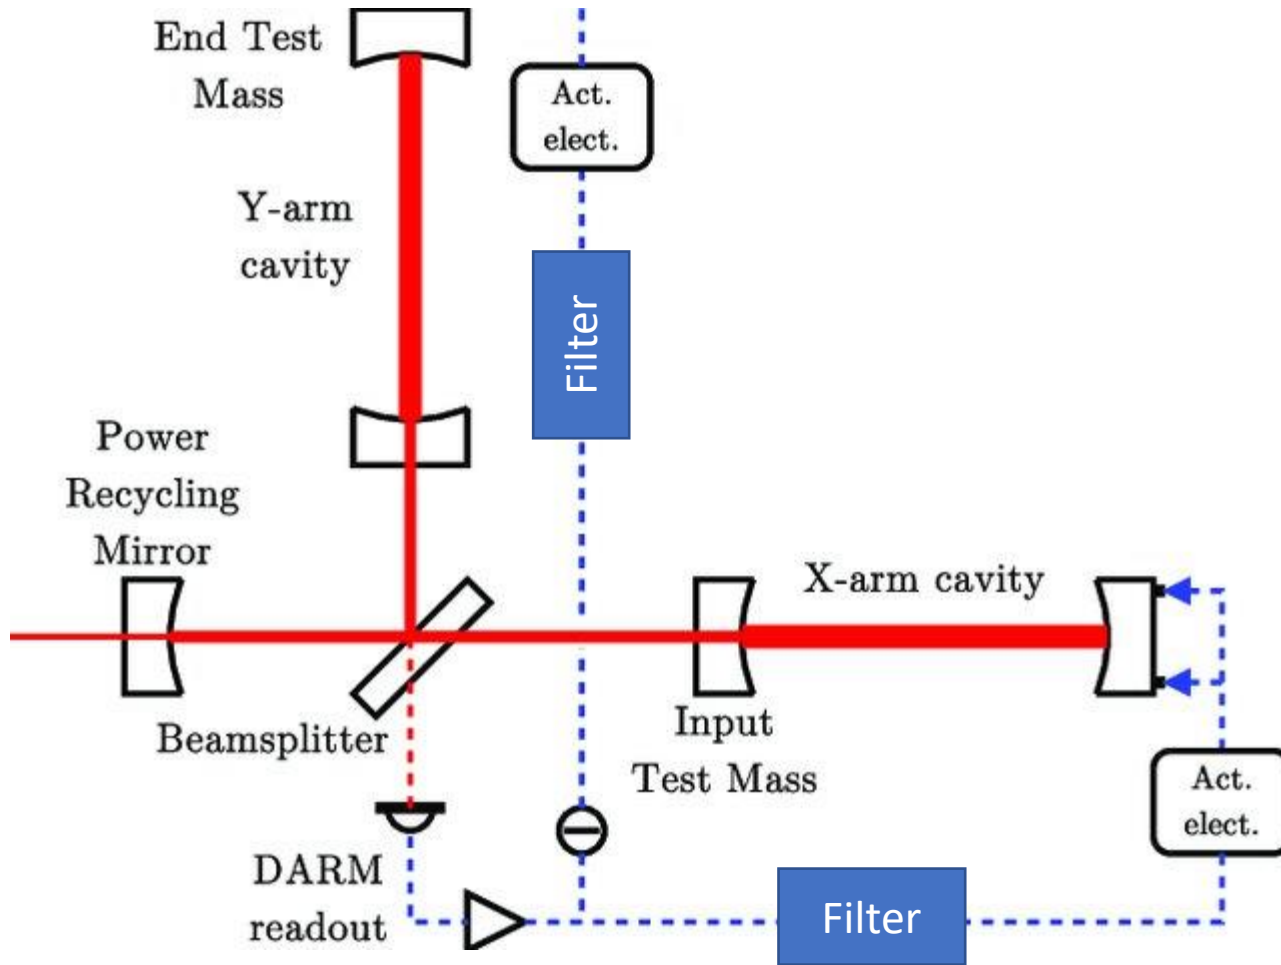 End Test
Mass
Act.
elect.
Y-arm
cavity
Filter
Power
Recycling
Mirror
X-arm cavity
Beamsplitter
Input
Test Mass
Act.
elect.
DARM
readout
Filter